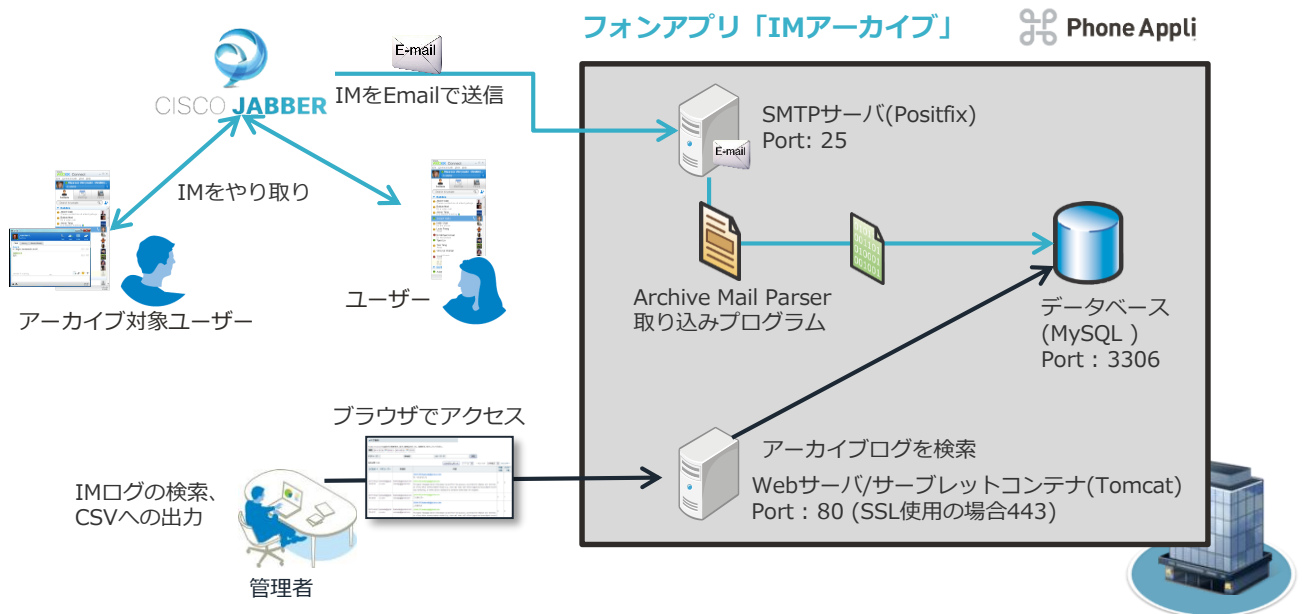 フォンアプリ「IMアーカイブ」
Phone Appli
E-mail
IMをEmailで送信
CISCO JABBER
SMTPサーバ(Positfix)
Port: 25
E-mail
IMをやり取り
アーカイブ対象ユーザー
ユーザー
Archive Mail Parser
取り込みプログラム
データベース
(MySQL )
Port : 3306
ブラウザでアクセス
IMログの検索、
CSVへの出力
管理者
アーカイブログを検索
Webサーバ/サーブレットコンテナ(Tomcat)
Port : 80 (SSL使用の場合443)